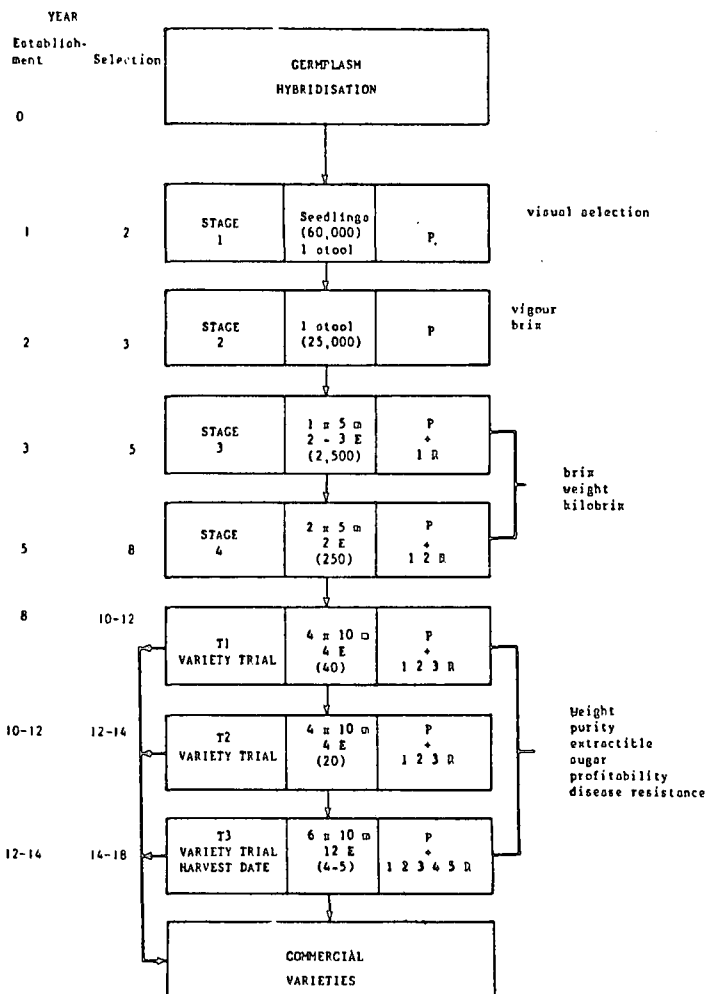 YEAR
Establish-
ment
Selection
GERMPLASM
HYBRIDISATION
0
1
2
STAGE
1
Seedlings
(60,000)
1 stool
P
visual selection
2
3
STAGE
2
1 stool
(25,000)
P
vigour
brix
3
5
STAGE
3
1 x 5 m
2 - 3 E
(2,500)
P
+
1 R
5
8
STAGE
4
2 x 5 m
2 E
(250)
P
+
1 2 R
brix
weight
kilobrix
8
10-12
T1
VARIETY TRIAL
4 x 10 m
4 E
(40)
P
+
1 2 3 R
10-12
12-14
T2
VARIETY TRIAL
4 x 10 m
4 E
(20)
P
+
1 2 3 R
12-14
14-18
T3
VARIETY TRIAL
HARVEST DATE
6 x 10 m
12 E
(4-5)
P
+
1 2 3 4 5 R
Weight
purity
extractible
sugar
profitability
disease resistance
COMMERCIAL
VARIETIES